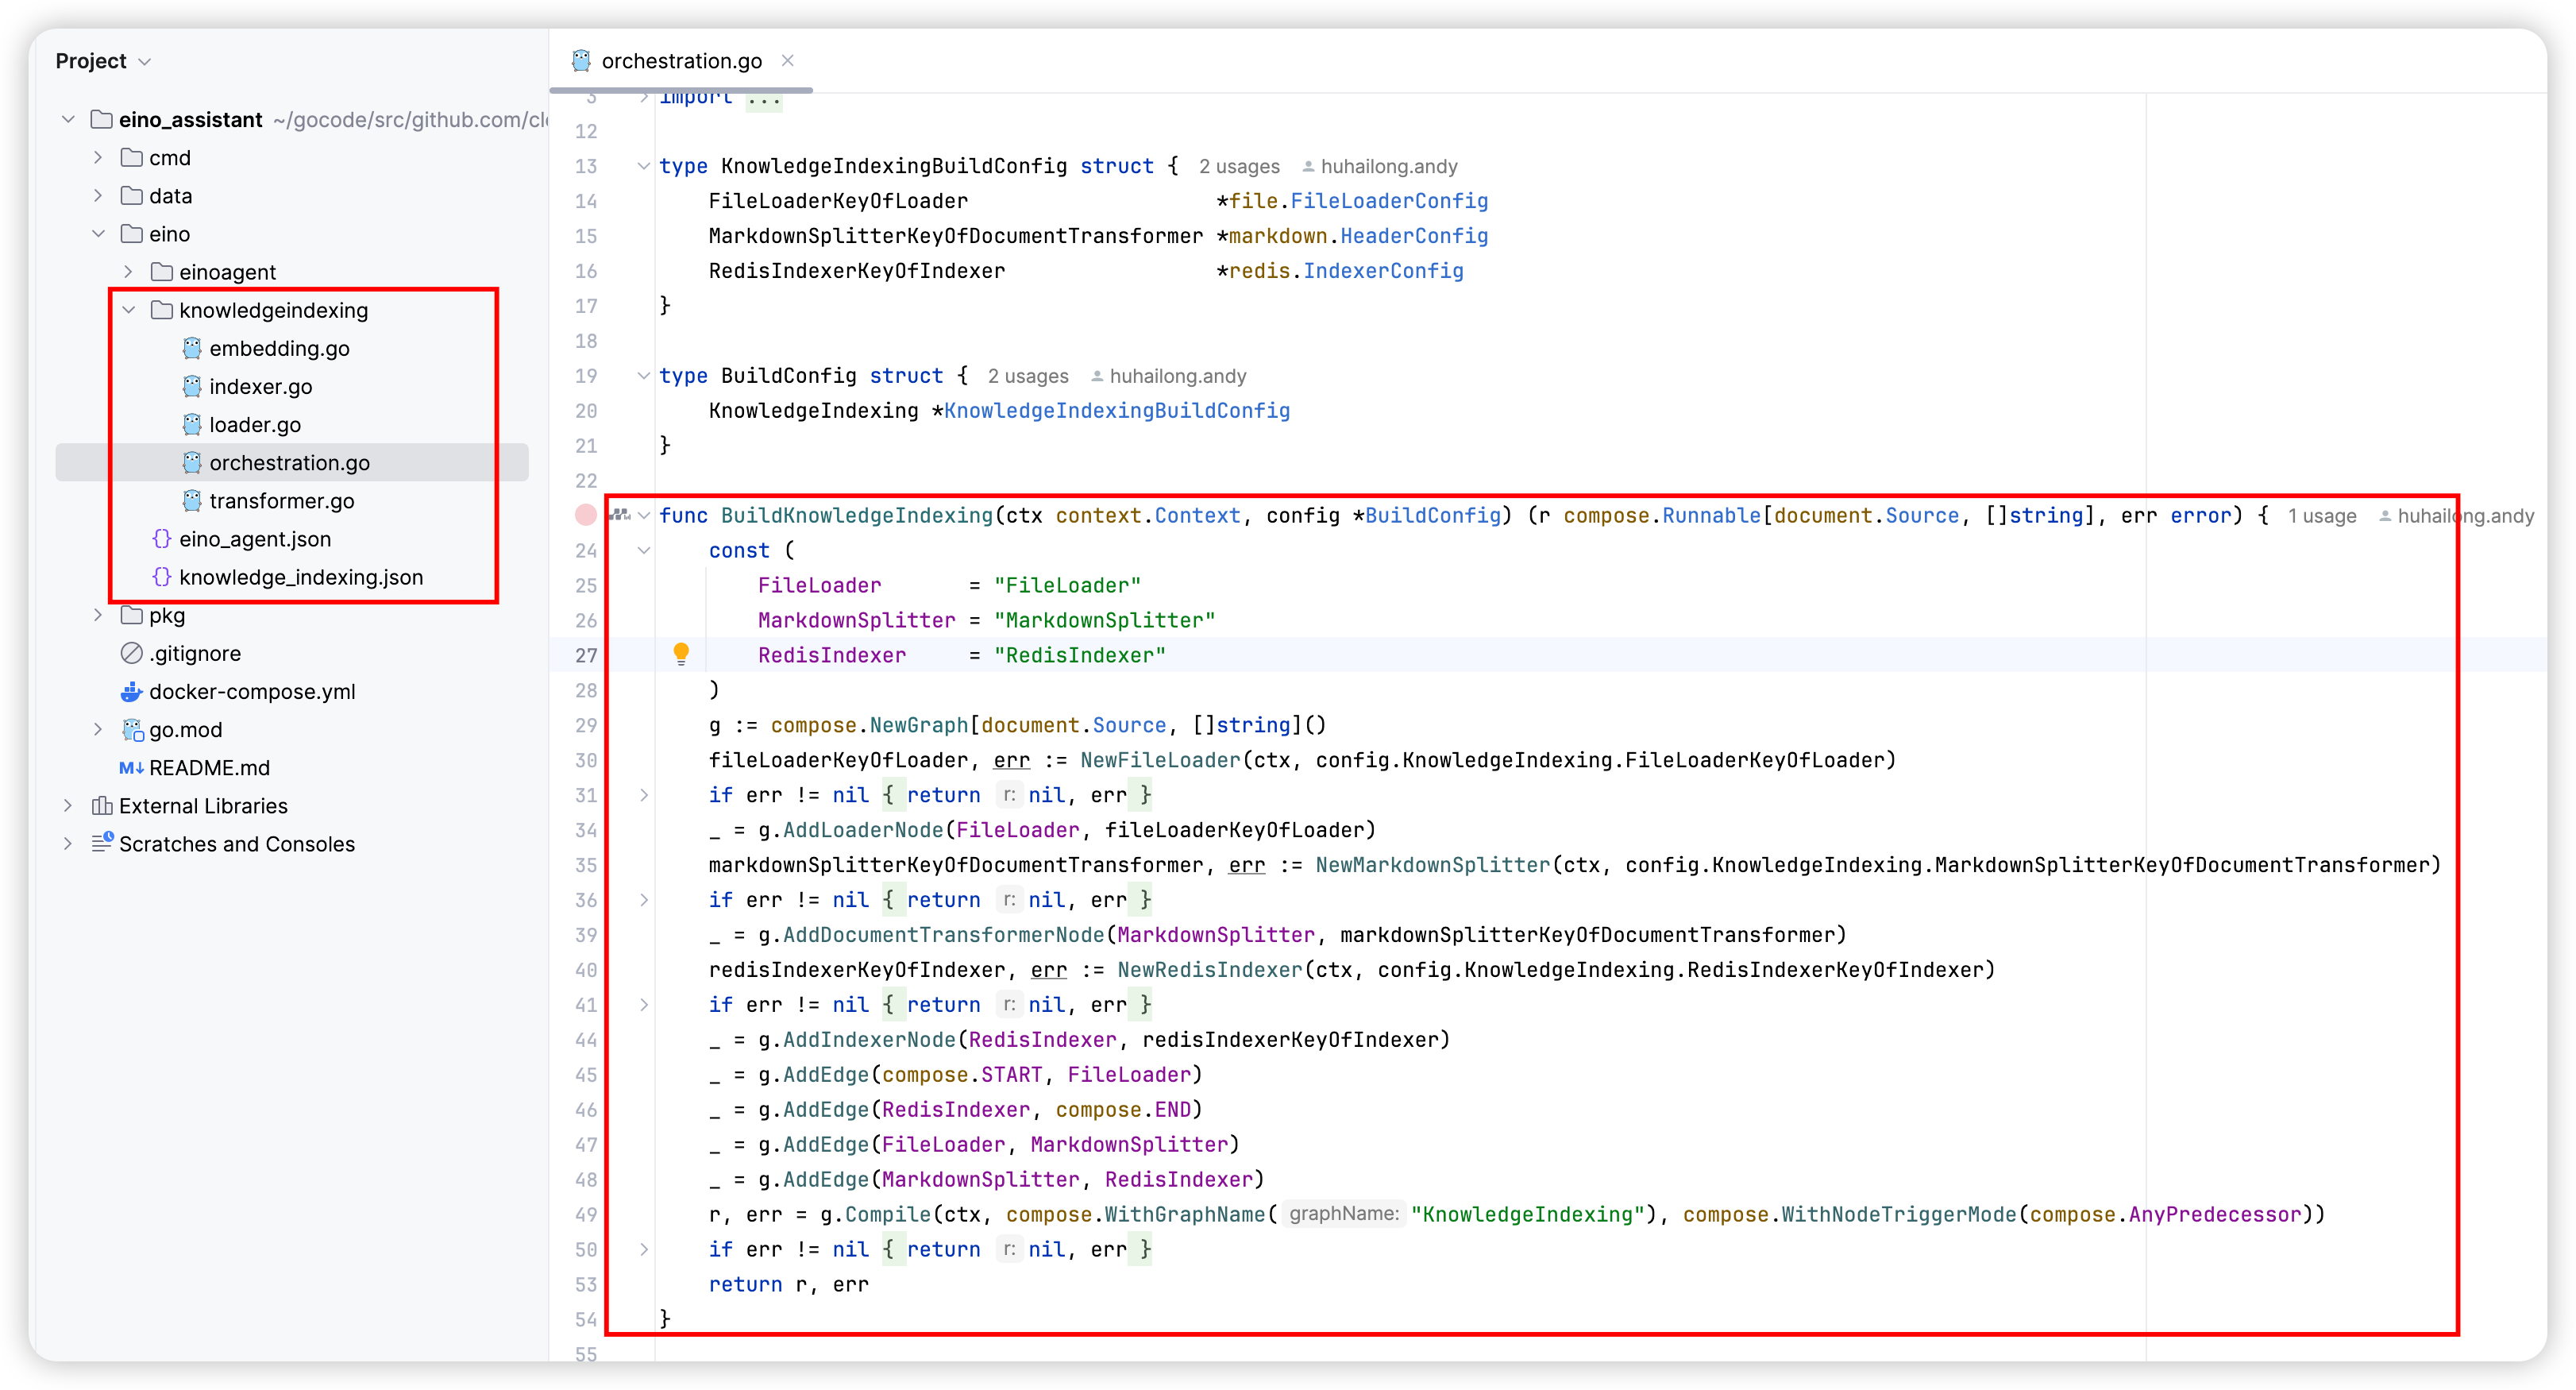 Project
eino_assistant ~/gocode/src/github.com/cl
cmd
data
eino
einoagent
knowledgeindexing
embedding.go
indexer.go
loader.go
orchestration.go
transformer.go
eino_agent.json
knowledge_indexing.json
pkg
.gitignore
docker-compose.yml
go.mod
README.md
External Libraries
Scratches and Consoles
orchestration.go
3 import ...
12
13 type KnowledgeIndexingBuildConfig struct { 2 usages huhailong.andy
14 FileLoaderKeyOfLoader *file.FileLoaderConfig
15 MarkdownSplitterKeyOfDocumentTransformer *markdown.HeaderConfig
16 RedisIndexerKeyOfIndexer *redis.IndexerConfig
17 }
18
19 type BuildConfig struct { 2 usages huhailong.andy
20 KnowledgeIndexing *KnowledgeIndexingBuildConfig
21 }
22
func BuildKnowledgeIndexing(ctx context.Context, config *BuildConfig) (r compose.Runnable[document.Source, []string], err error) { 1 usage huhailong.andy
24 const (
25 FileLoader = "FileLoader"
26 MarkdownSplitter = "MarkdownSplitter"
27 RedisIndexer = "RedisIndexer"
28 )
29 g := compose.NewGraph[document.Source, []string]()
30 fileLoaderKeyOfLoader, err := NewFileLoader(ctx, config.KnowledgeIndexing.FileLoaderKeyOfLoader)
31 if err != nil { return r: nil, err }
34 _ = g.AddLoaderNode(FileLoader, fileLoaderKeyOfLoader)
35 markdownSplitterKeyOfDocumentTransformer, err := NewMarkdownSplitter(ctx, config.KnowledgeIndexing.MarkdownSplitterKeyOfDocumentTransformer)
36 if err != nil { return r: nil, err }
39 _ = g.AddDocumentTransformerNode(MarkdownSplitter, markdownSplitterKeyOfDocumentTransformer)
40 redisIndexerKeyOfIndexer, err := NewRedisIndexer(ctx, config.KnowledgeIndexing.RedisIndexerKeyOfIndexer)
41 if err != nil { return r: nil, err }
44 _ = g.AddIndexerNode(RedisIndexer, redisIndexerKeyOfIndexer)
45 _ = g.AddEdge(compose.START, FileLoader)
46 _ = g.AddEdge(RedisIndexer, compose.END)
47 _ = g.AddEdge(FileLoader, MarkdownSplitter)
48 _ = g.AddEdge(MarkdownSplitter, RedisIndexer)
49 r, err = g.Compile(ctx, compose.WithGraphName( graphName: "KnowledgeIndexing"), compose.WithNodeTriggerMode(compose.AnyPredecessor))
50 if err != nil { return r: nil, err }
53 return r, err
54 }
55